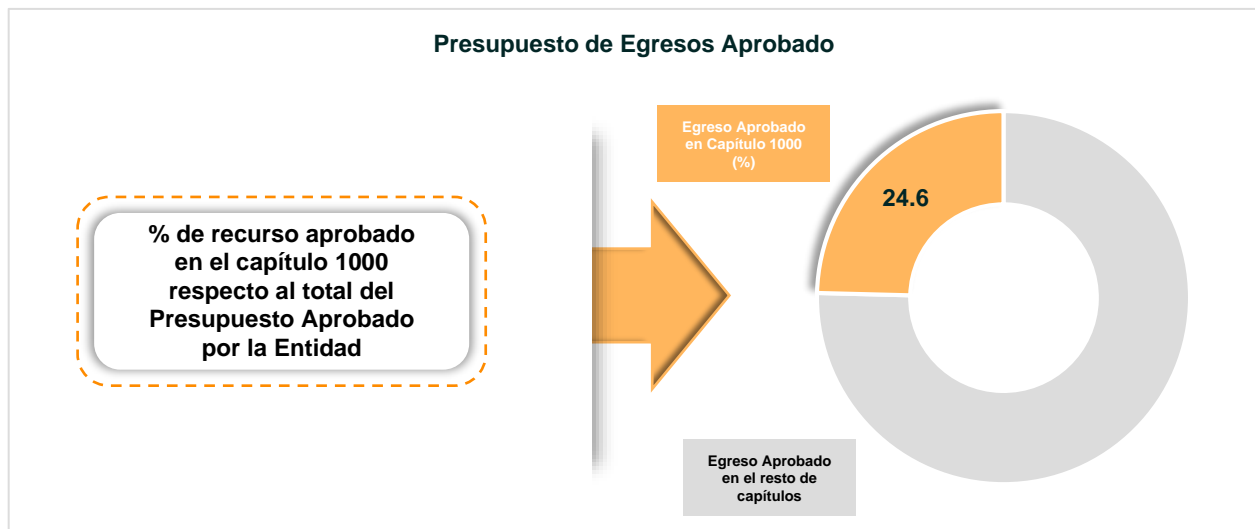 Presupuesto de Egresos Aprobado
Egreso Aprobado
en Capítulo 1000
(%)
24.6
% de recurso aprobado
en el capítulo 1000
respecto al total del
Presupuesto Aprobado
por la Entidad
Egreso Aprobado
en el resto de
capítulos